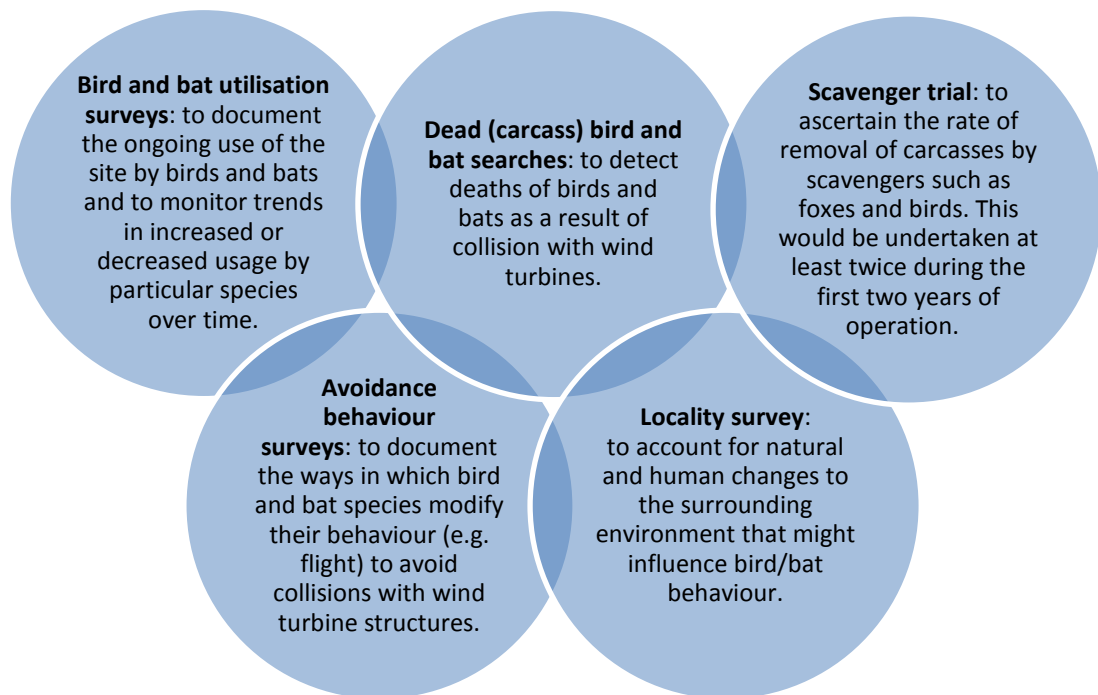 Bird and bat utilisation
surveys: to document
the ongoing use of the
site by birds and bats
and to monitor trends
in increased or
decreased usage by
particular species
over time.
Dead (carcass) bird and
bat searches: to detect
deaths of birds and
bats as a result of
collision with wind
turbines.
Scavenger trial: to
ascertain the rate of
removal of carcasses by
scavengers such as
foxes and birds. This
would be undertaken at
least twice during the
first two years of
operation.
Avoidance
behaviour
surveys: to document
the ways in which bird
and bat species modify
their behaviour (e.g.
flight) to avoid
collisions with wind
turbine structures.
Locality survey:
to account for natural
and human changes to
the surrounding
environment that might
influence bird/bat
behaviour.